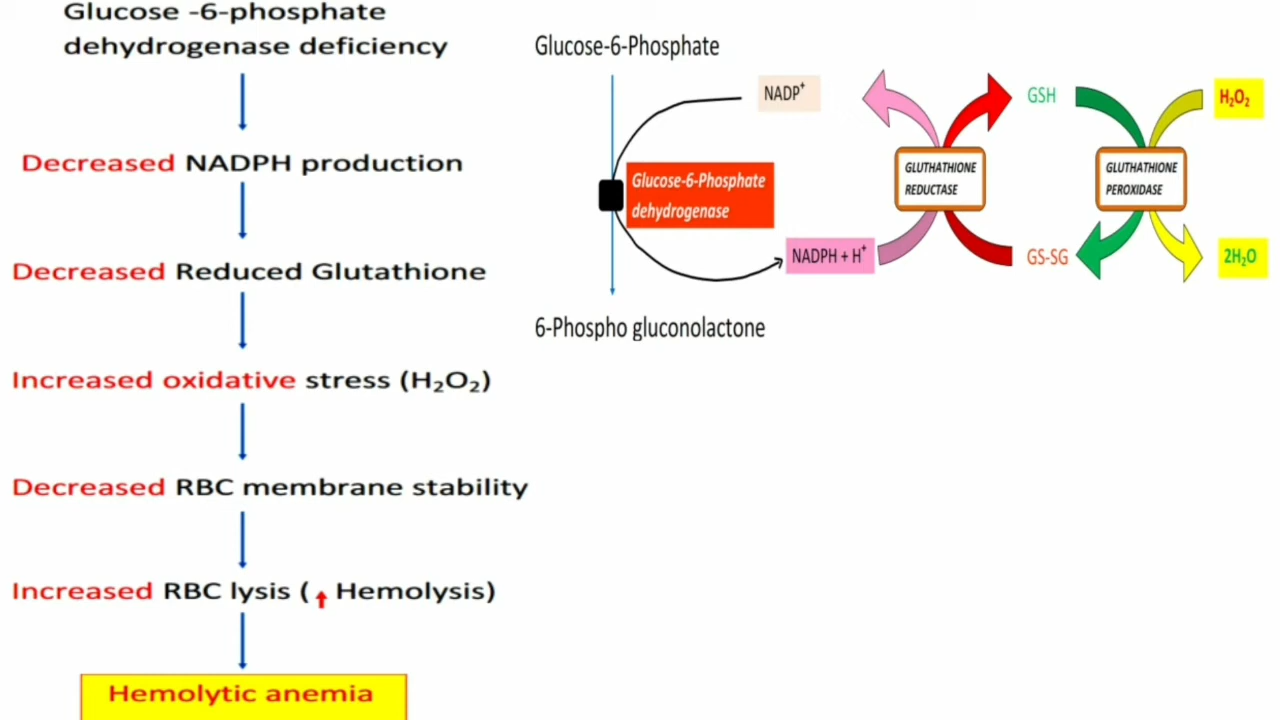 Glucose -6-phosphate
dehydrogenase deficiency
Decreased NADPH production
Decreased Reduced Glutathione
Increased oxidative stress (H₂O₂)
Decreased RBC membrane stability
Increased RBC lysis (↑ Hemolysis)
Hemolytic anemia
Glucose-6-Phosphate
NADP⁺
Glucose-6-Phosphate
dehydrogenase
NADPH + H⁺
6-Phospho gluconolactone
GLUTHATHIONE
REDUCTASE
GSH
GS-SG
GLUTHATHIONE
PEROXIDASE
H₂O₂
2H₂O